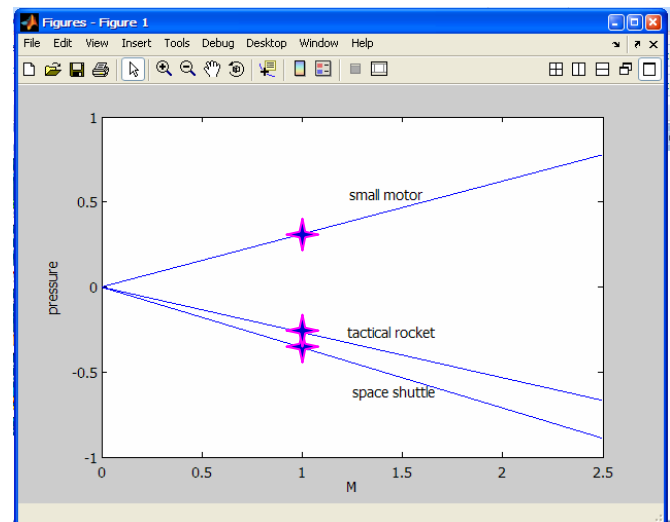 Figures - Figure 1
File Edit View Insert Tools Debug Desktop Window Help
1
small motor
0.5
0
pressure
tactical rocket
-0.5
space shuttle
-1
0 0.5 1 1.5 2 2.5
M